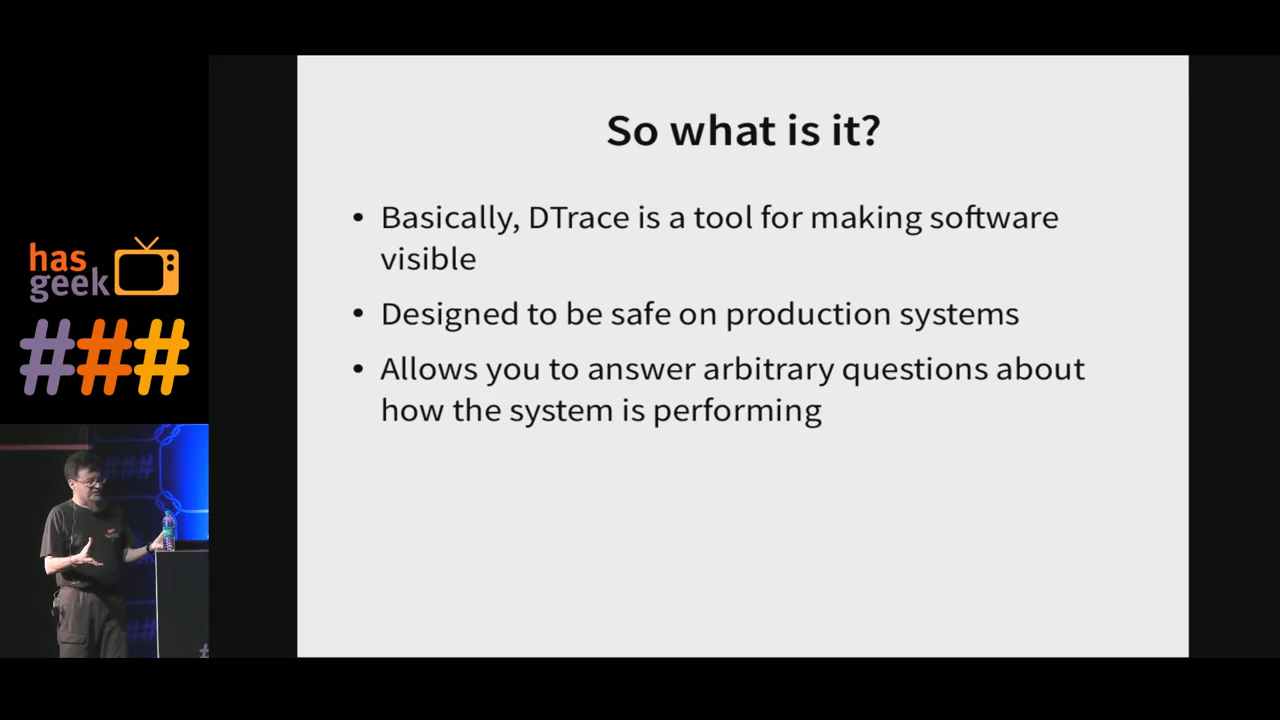 So what is it?
• Basically, DTrace is a tool for making software
visible
• Designed to be safe on production systems
• Allows you to answer arbitrary questions about
how the system is performing
has
geek
###
###